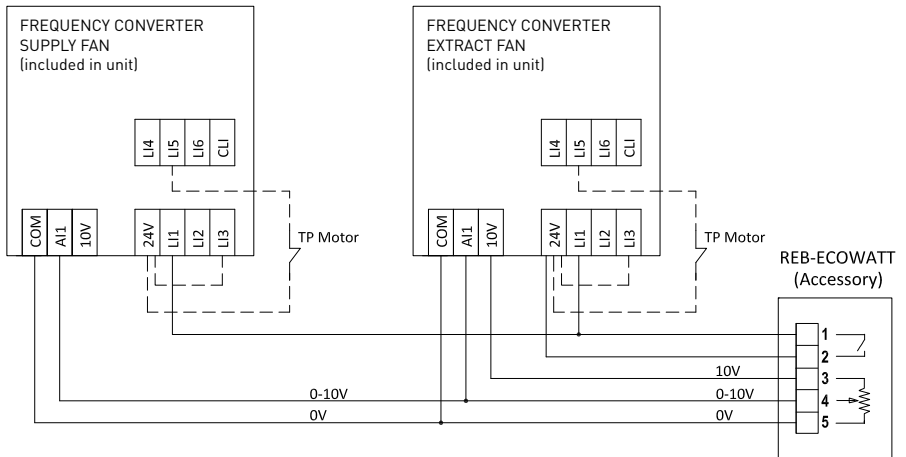 FREQUENCY CONVERTER
SUPPLY FAN
(included in unit)
LI4 LI5 LI6 CLI
COM AI1 10V
24V LI1 LI2 LI3
TP Motor
FREQUENCY CONVERTER
EXTRACT FAN
(included in unit)
LI4 LI5 LI6 CLI
COM AI1 10V
24V LI1 LI2 LI3
TP Motor
REB-ECOWATT
(Accessory)
1
2
10V 3
0-10V 0-10V 4
0V 0V 5